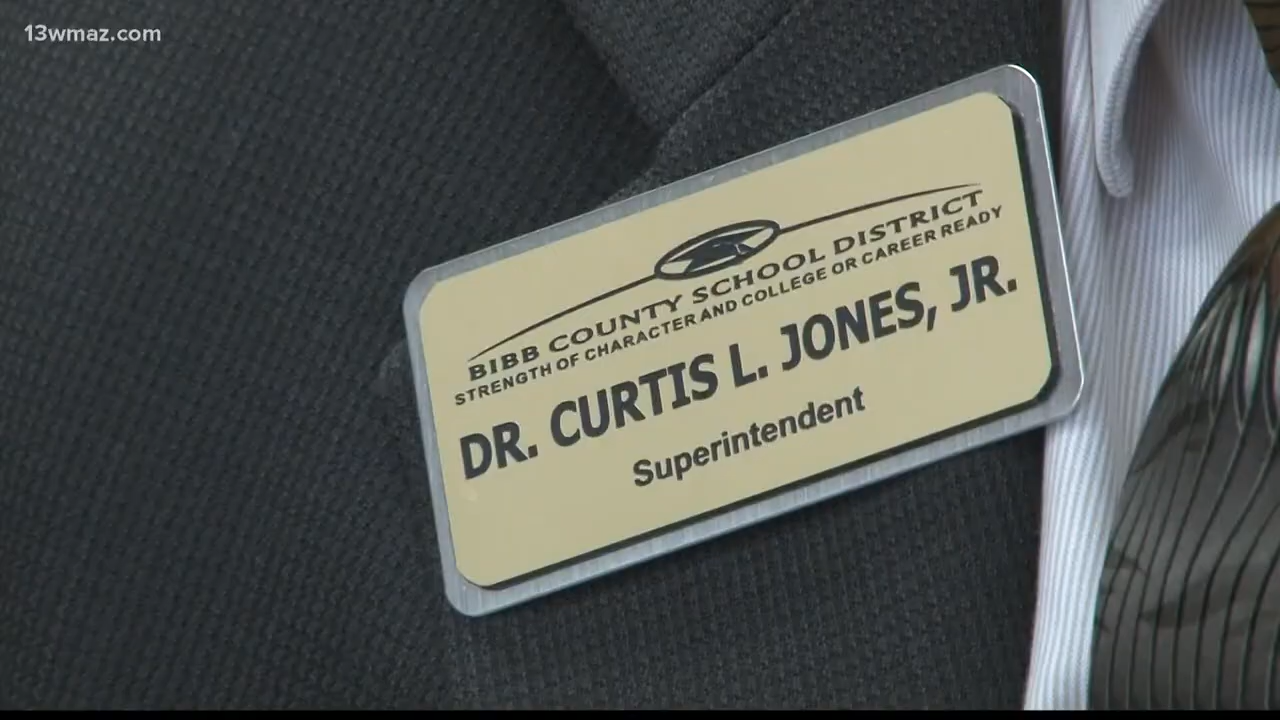 13wmaz.com
BIBB COUNTY SCHOOL DISTRICT
STRENGTH OF CHARACTER AND COLLEGE OR CAREER READY
DR. CURTIS L. JONES, JR.
Superintendent